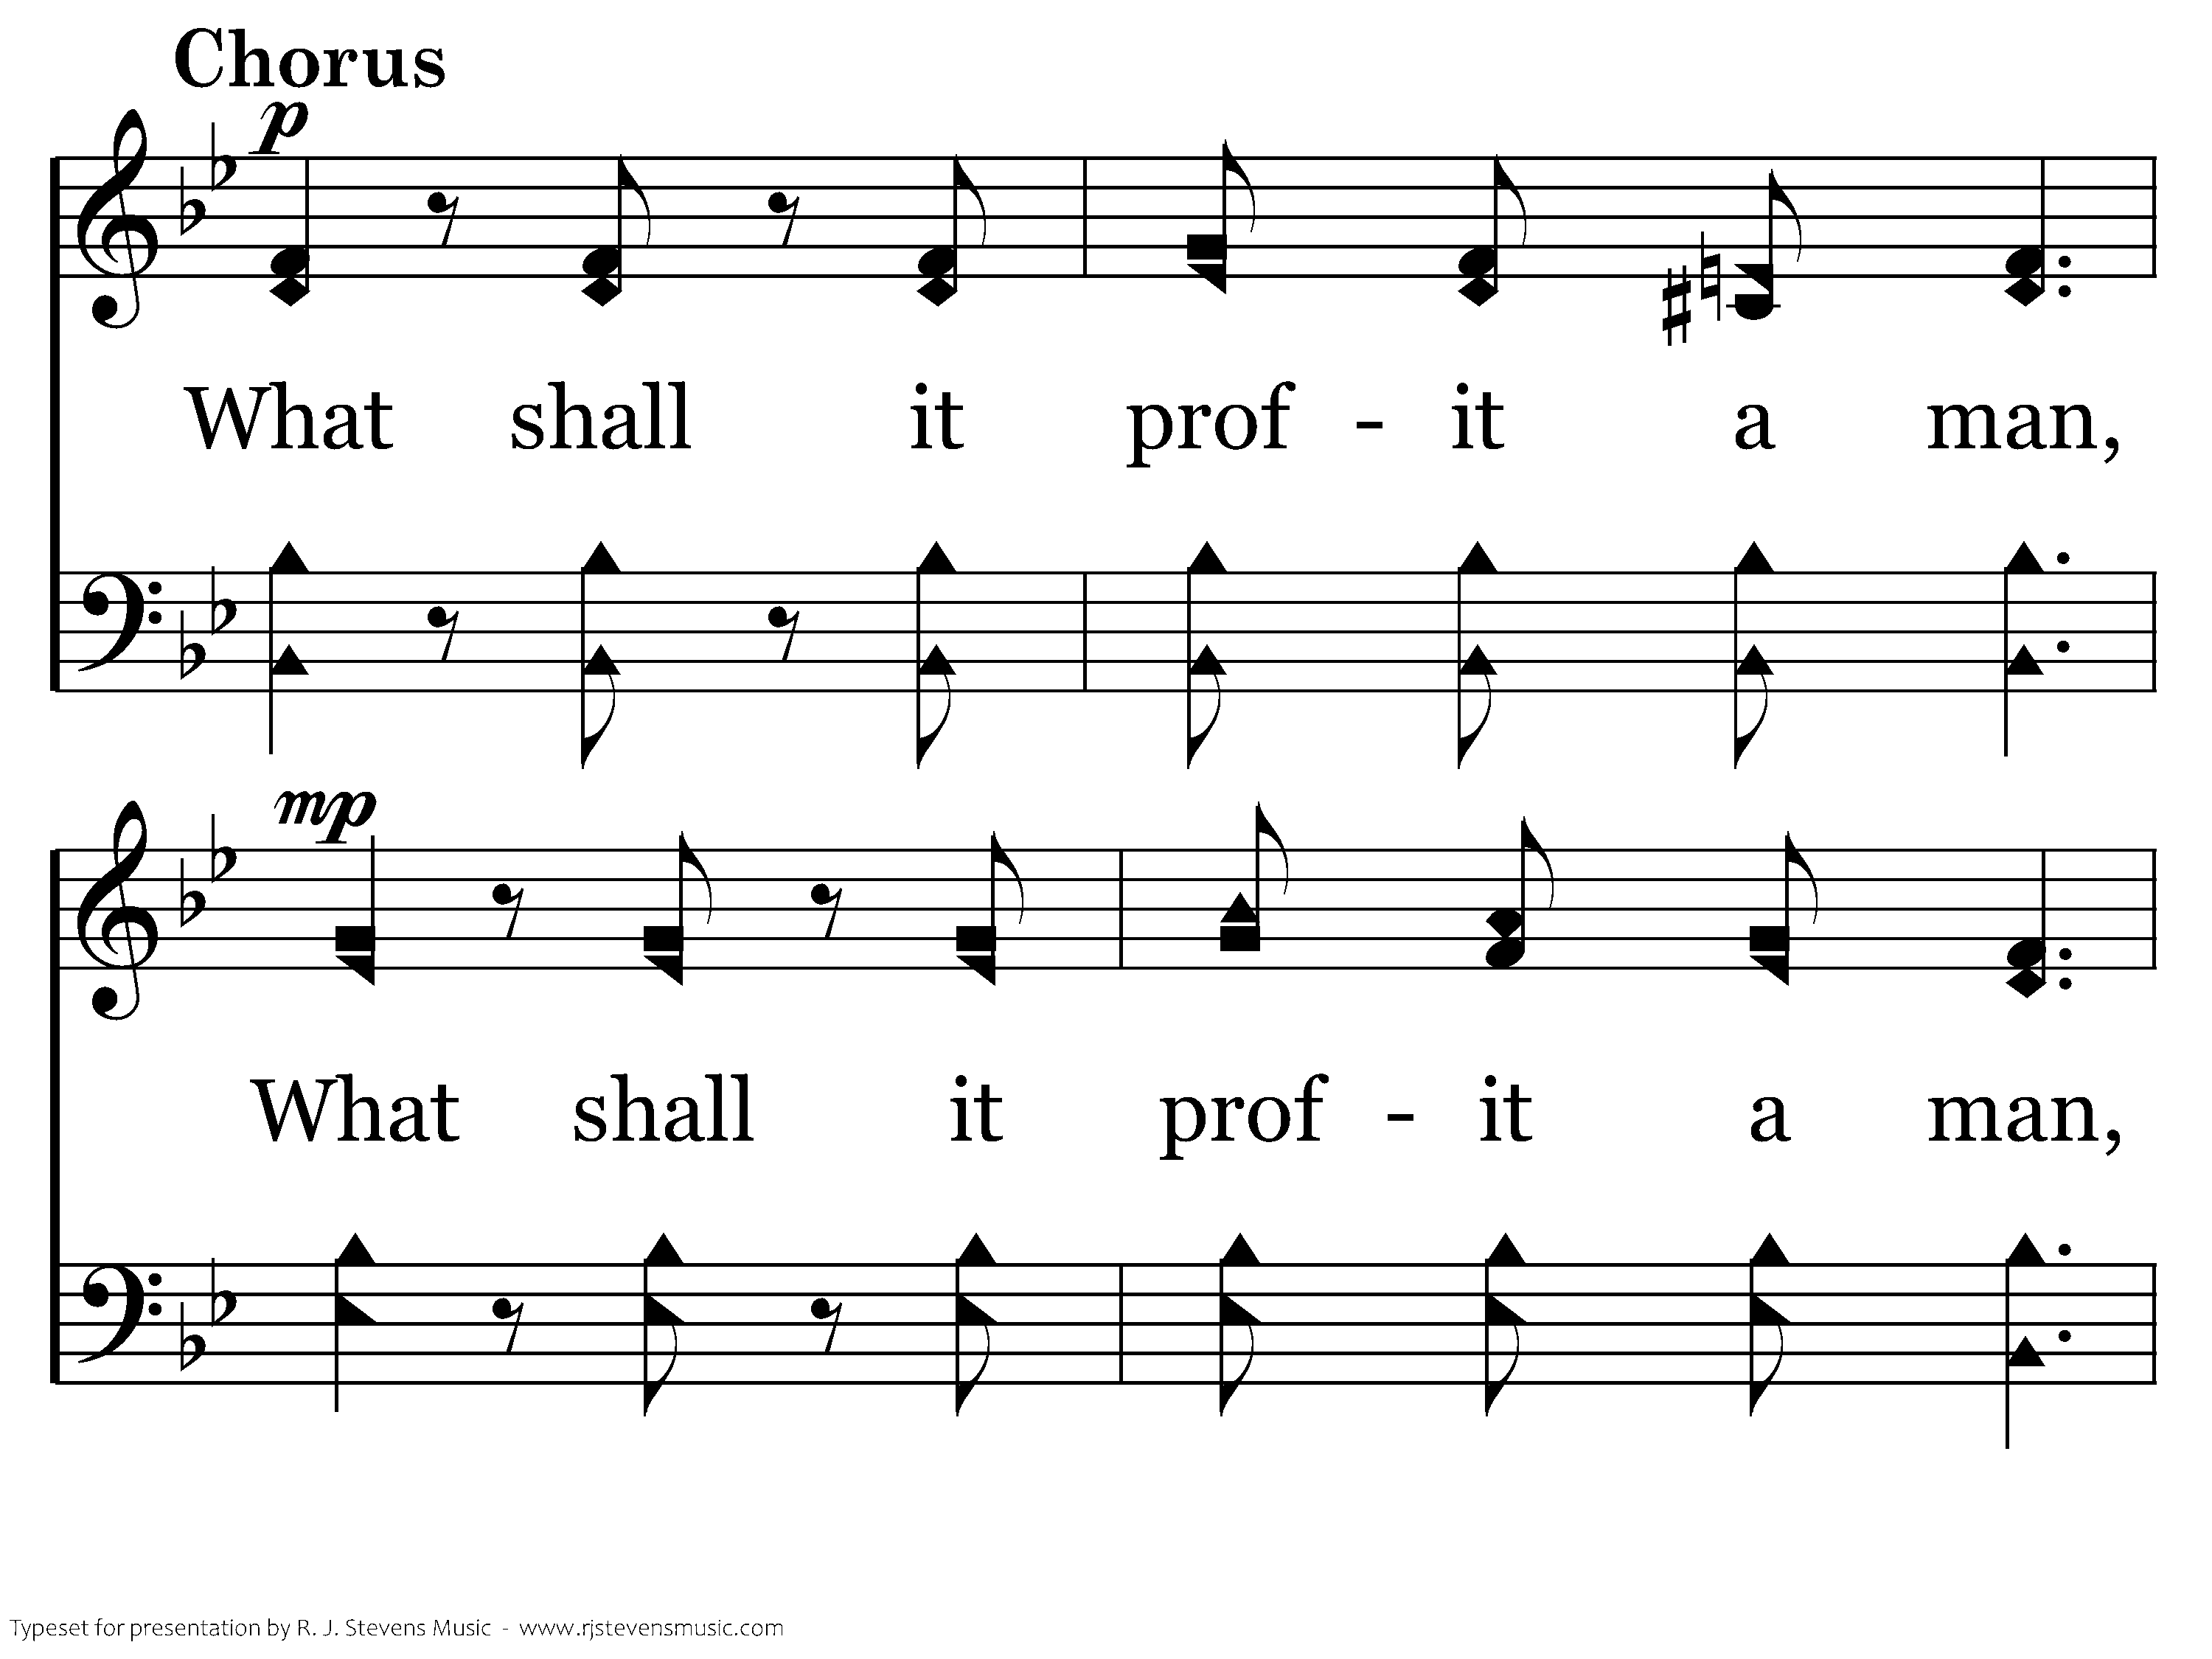 Chorus
p
What shall it prof - it a man,
mp
What shall it prof - it a man,
Typeset for presentation by R. J. Stevens Music - www.rjstevensmusic.com